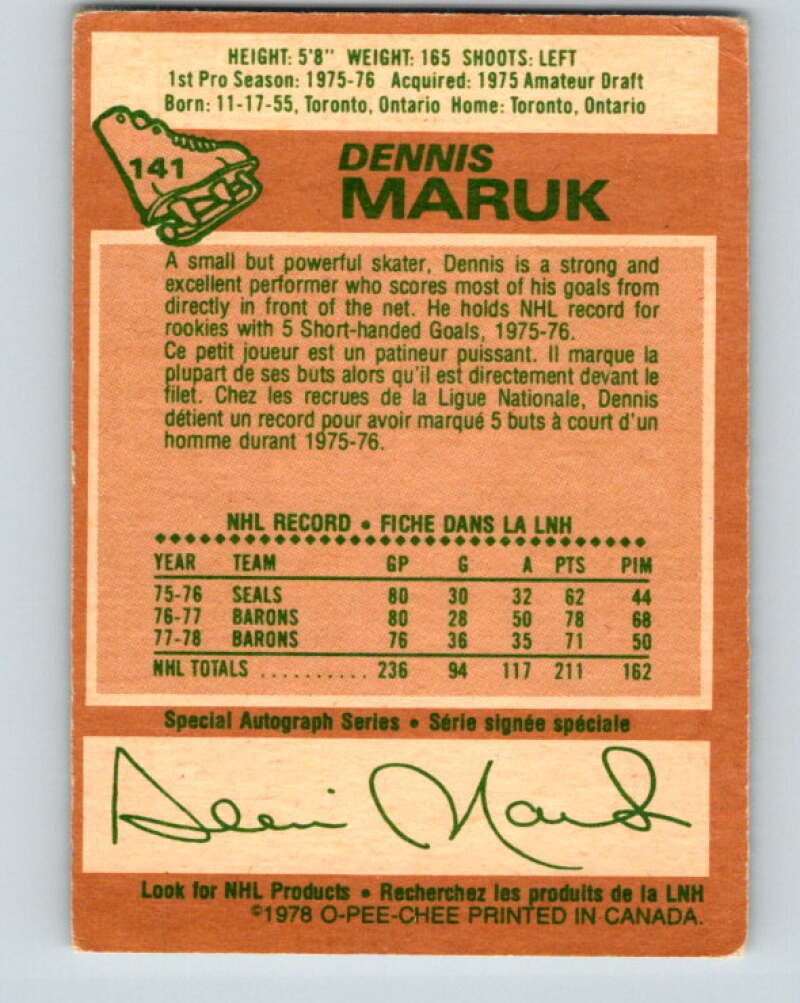 HEIGHT: 5'8" WEIGHT: 165 SHOOTS: LEFT
1st Pro Season: 1975-76 Acquired: 1975 Amateur Draft
Born: 11-17-55, Toronto, Ontario Home: Toronto, Ontario
141
DENNIS
MARUK
A small but powerful skater, Dennis is a strong and
excellent performer who scores most of his goals from
directly in front of the net. He holds NHL record for
rookies with 5 Short-handed Goals, 1975-76.
Ce petit joueur est un patineur puissant. Il marque la
plupart de ses buts alors qu'il est directement devant le
filet. Chez les recrues de la Ligue Nationale, Dennis
détient un record pour avoir marqué 5 buts à court d'un
homme durant 1975-76.
NHL RECORD • FICHE DANS LA LNH
YEAR TEAM GP G A PTS PIM
75-76 SEALS 80 30 32 62 44
76-77 BARONS 80 28 50 78 68
77-78 BARONS 76 36 35 71 50
NHL TOTALS .......... 236 94 117 211 162
Special Autograph Series • Série signée spéciale
Dennis Maruk
Look for NHL Products • Recherchez les produits de la LNH
©1978 O-PEE-CHEE PRINTED IN CANADA.